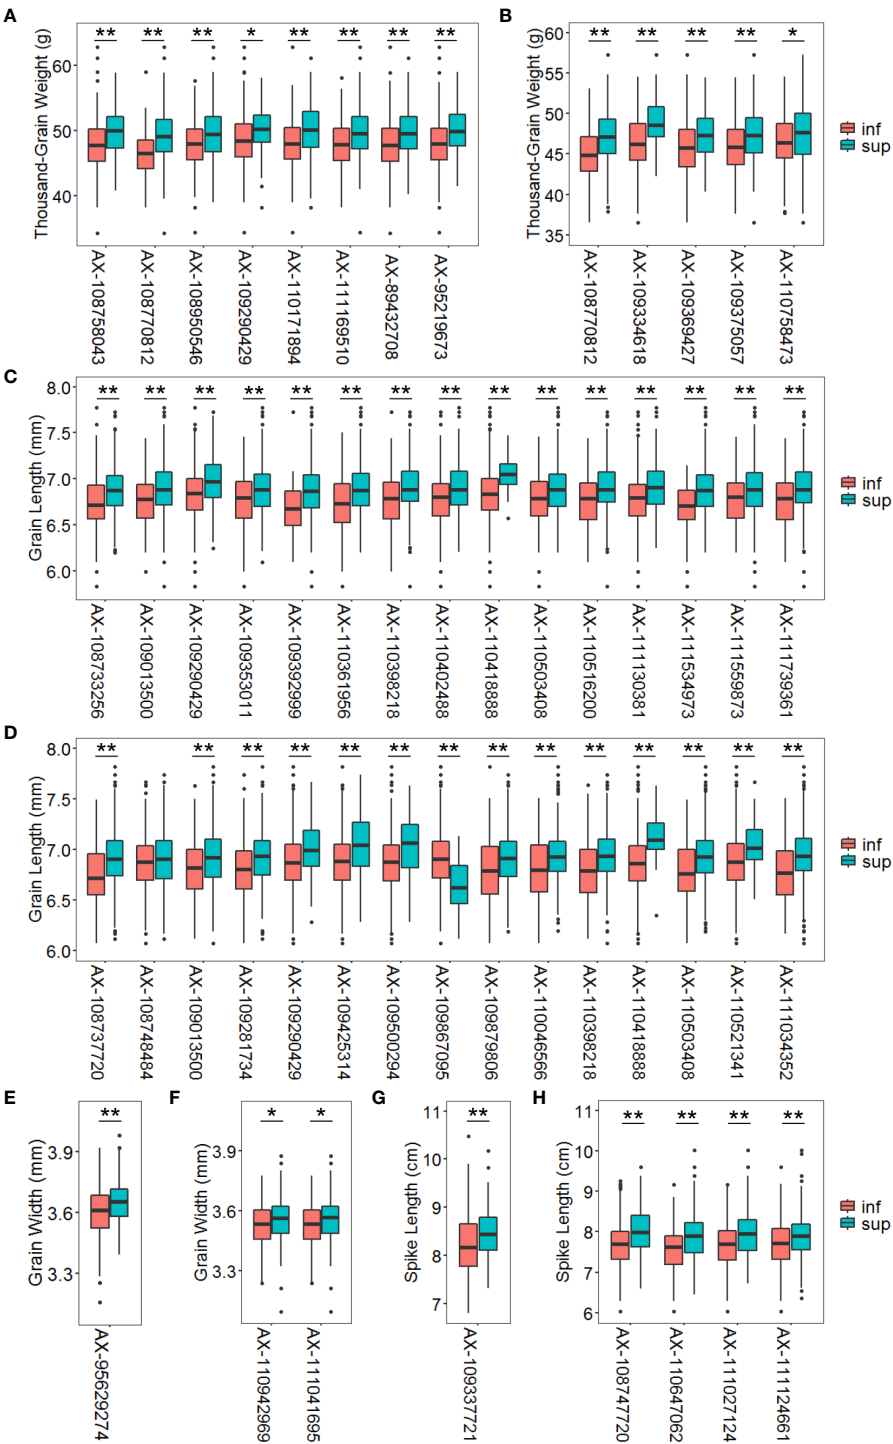 A
Thousand-Grain Weight (g)
60
50
40
** ** ** * ** ** ** **
AX-108758043
AX-108770812
AX-108950546
AX-109290429
AX-110171894
AX-111169510
AX-89432708
AX-95219673
B
Thousand-Grain Weight (g)
60
55
50
45
40
35
** ** ** ** *
AX-108770812
AX-109334618
AX-109369427
AX-109375057
AX-110758473
inf
sup
C
Grain Length (mm)
8.0
7.5
7.0
6.5
6.0
** ** ** ** ** ** ** ** ** ** ** ** ** ** **
AX-108733256
AX-109013500
AX-109290429
AX-109353011
AX-109392999
AX-110361956
AX-110398218
AX-110402488
AX-110418888
AX-110503408
AX-110516200
AX-111130381
AX-111534973
AX-111559873
AX-111739361
inf
sup
D
Grain Length (mm)
8.0
7.5
7.0
6.5
6.0
** ** ** ** ** ** ** ** ** ** ** ** ** **
AX-108737720
AX-108748484
AX-109013500
AX-109281734
AX-109290429
AX-109425314
AX-109500294
AX-109867095
AX-109879806
AX-110046566
AX-110398218
AX-110418888
AX-110503408
AX-110521341
AX-111034352
inf
sup
E
Grain Width (mm)
3.9
3.6
3.3
**
AX-95629274
F
Grain Width (mm)
3.9
3.6
3.3
* *
AX-110942969
AX-111041695
G
Spike Length (cm)
11
10
9
8
7
**
AX-109337721
H
Spike Length (cm)
11
10
9
8
7
6
** ** ** **
AX-108747720
AX-110647062
AX-111027124
AX-111124661
inf
sup